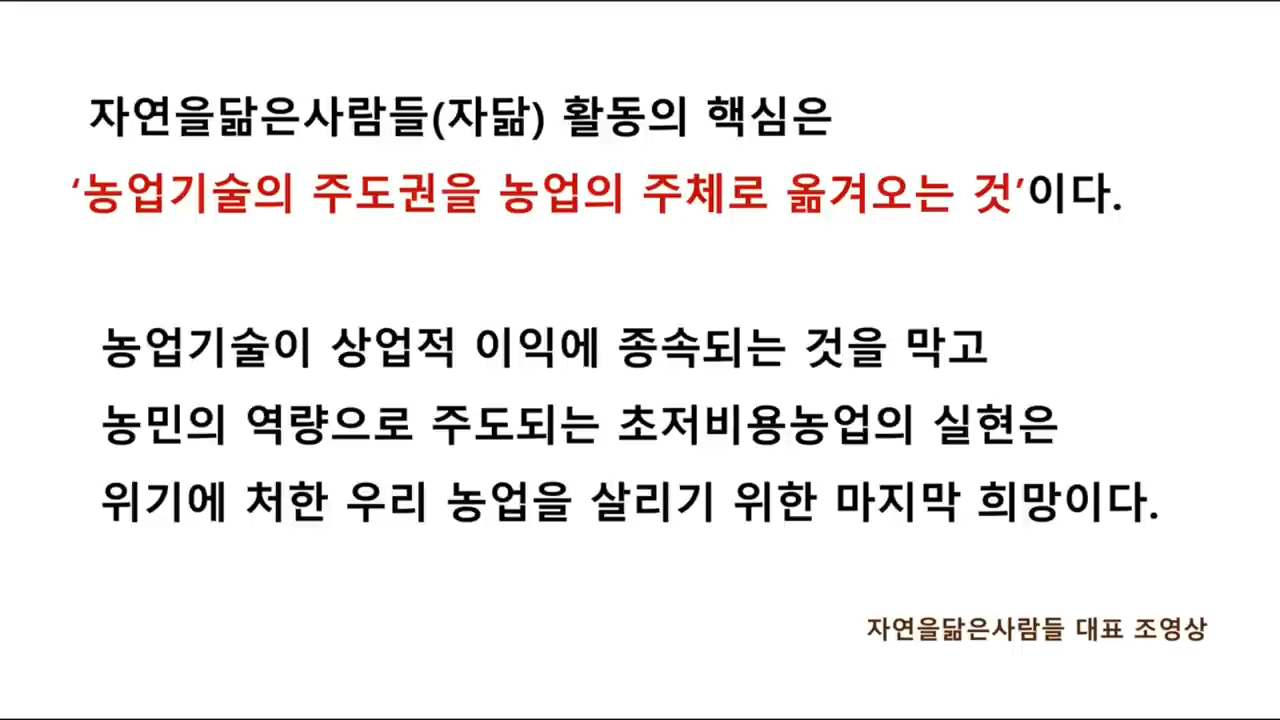 자연을닮은사람들(자닮) 활동의 핵심은
‘농업기술의 주도권을 농업의 주체로 옮겨오는 것’이다.
농업기술이 상업적 이익에 종속되는 것을 막고
농민의 역량으로 주도되는 초저비용농업의 실현은
위기에 처한 우리 농업을 살리기 위한 마지막 희망이다.
자연을닮은사람들 대표 조영상